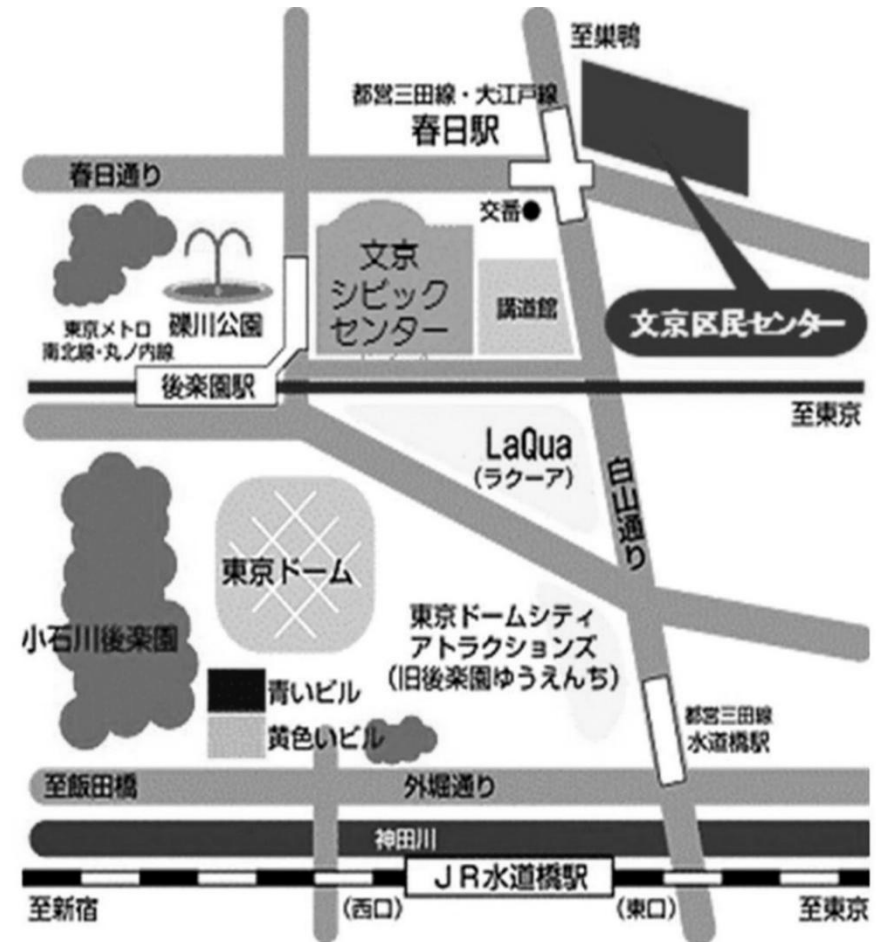 至巣鴨
都営三田線・大江戸線
春日駅
春日通り
交番
文京
シビック
センター
講道館
文京区民センター
東京メトロ
南北線・丸ノ内線
礫川公園
後楽園駅
至東京
LaQua
(ラクーア)
白山通り
東京ドーム
小石川後楽園
東京ドームシティ
アトラクションズ
(旧後楽園ゆうえんち)
青いビル
黄色いビル
都営三田線
水道橋駅
至飯田橋
外堀通り
神田川
JR水道橋駅
至新宿
(西口)
(東口)
至東京